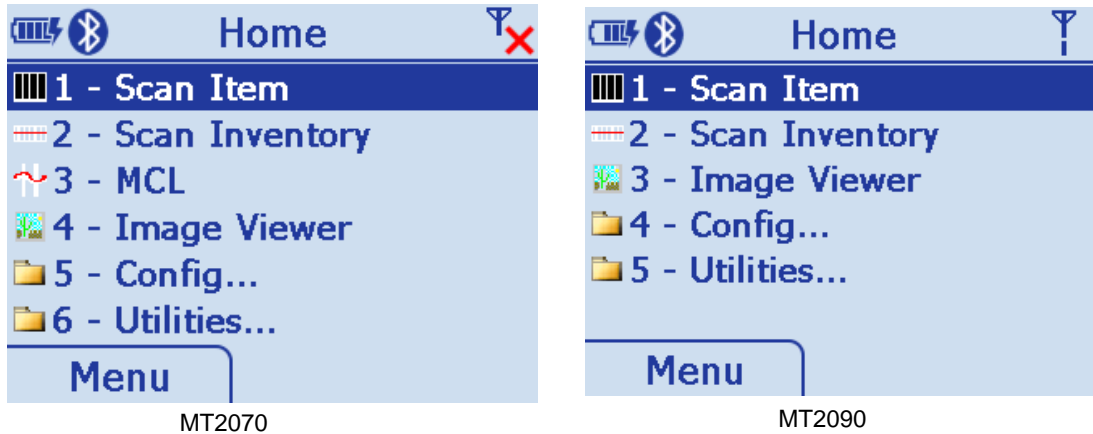 Home
1 - Scan Item
2 - Scan Inventory
3 - MCL
4 - Image Viewer
5 - Config...
6 - Utilities...
Menu
MT2070
Home
1 - Scan Item
2 - Scan Inventory
3 - Image Viewer
4 - Config...
5 - Utilities...
Menu
MT2090